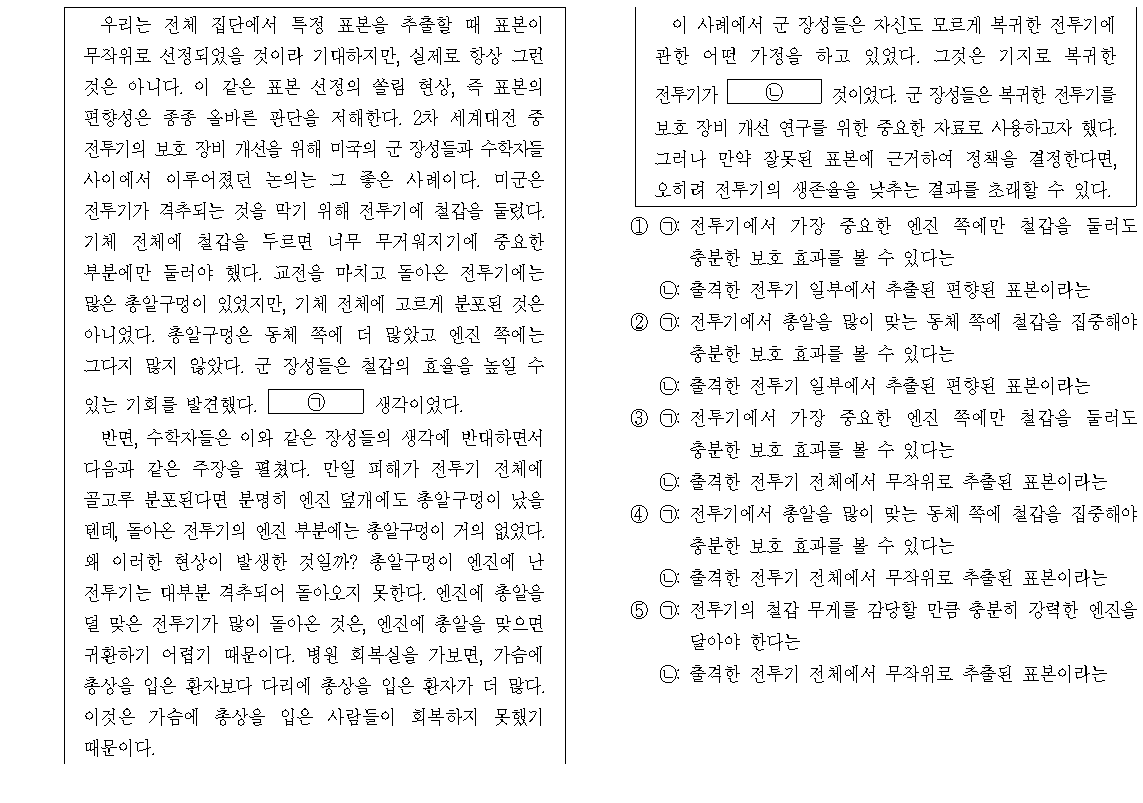 우리는 전체 집단에서 특정 표본을 추출할 때 표본이
무작위로 선정되었을 것이라 기대하지만, 실제로 항상 그런
것은 아니다. 이 같은 표본 선정의 쏠림 현상, 즉 표본의
편향성은 종종 올바른 판단을 저해한다. 2차 세계대전 중
전투기의 보호 장비 개선을 위해 미국의 군 장성들과 수학자들
사이에서 이루어졌던 논의는 그 좋은 사례이다. 미군은
전투기가 격추되는 것을 막기 위해 전투기에 철갑을 둘렀다.
기체 전체에 철갑을 두르면 너무 무거워지기에 중요한
부분에만 둘러야 했다. 교전을 마치고 돌아온 전투기에는
많은 총알구멍이 있었지만, 기체 전체에 고르게 분포된 것은
아니었다. 총알구멍은 동체 쪽에 더 많았고 엔진 쪽에는
그다지 많지 않았다. 군 장성들은 철갑의 효율을 높일 수
있는 기회를 발견했다. ㉠ 생각이었다.
반면, 수학자들은 이와 같은 장성들의 생각에 반대하면서
다음과 같은 주장을 펼쳤다. 만일 피해가 전투기 전체에
골고루 분포된다면 분명히 엔진 덮개에도 총알구멍이 났을
텐데, 돌아온 전투기의 엔진 부분에는 총알구멍이 거의 없었다.
왜 이러한 현상이 발생한 것일까? 총알구멍이 엔진에 난
전투기는 대부분 격추되어 돌아오지 못한다. 엔진에 총알을
덜 맞은 전투기가 많이 돌아온 것은, 엔진에 총알을 맞으면
귀환하기 어렵기 때문이다. 병원 회복실을 가보면, 가슴에
총상을 입은 환자보다 다리에 총상을 입은 환자가 더 많다.
이것은 가슴에 총상을 입은 사람들이 회복하지 못했기
때문이다.
이 사례에서 군 장성들은 자신도 모르게 복귀한 전투기에
관한 어떤 가정을 하고 있었다. 그것은 기지로 복귀한
전투기가 ㉡ 것이었다. 군 장성들은 복귀한 전투기를
보호 장비 개선 연구를 위한 중요한 자료로 사용하고자 했다.
그러나 만약 잘못된 표본에 근거하여 정책을 결정한다면,
오히려 전투기의 생존율을 낮추는 결과를 초래할 수 있다.
① ㉠: 전투기에서 가장 중요한 엔진 쪽에만 철갑을 둘러도
충분한 보호 효과를 볼 수 있다는
㉡: 출격한 전투기 일부에서 추출된 편향된 표본이라는
② ㉠: 전투기에서 총알을 많이 맞는 동체 쪽에 철갑을 집중해야
충분한 보호 효과를 볼 수 있다는
㉡: 출격한 전투기 일부에서 추출된 편향된 표본이라는
③ ㉠: 전투기에서 가장 중요한 엔진 쪽에만 철갑을 둘러도
충분한 보호 효과를 볼 수 있다는
㉡: 출격한 전투기 전체에서 무작위로 추출된 표본이라는
④ ㉠: 전투기에서 총알을 많이 맞는 동체 쪽에 철갑을 집중해야
충분한 보호 효과를 볼 수 있다는
㉡: 출격한 전투기 전체에서 무작위로 추출된 표본이라는
⑤ ㉠: 전투기의 철갑 무게를 감당할 만큼 충분히 강력한 엔진을
달아야 한다는
㉡: 출격한 전투기 전체에서 무작위로 추출된 표본이라는